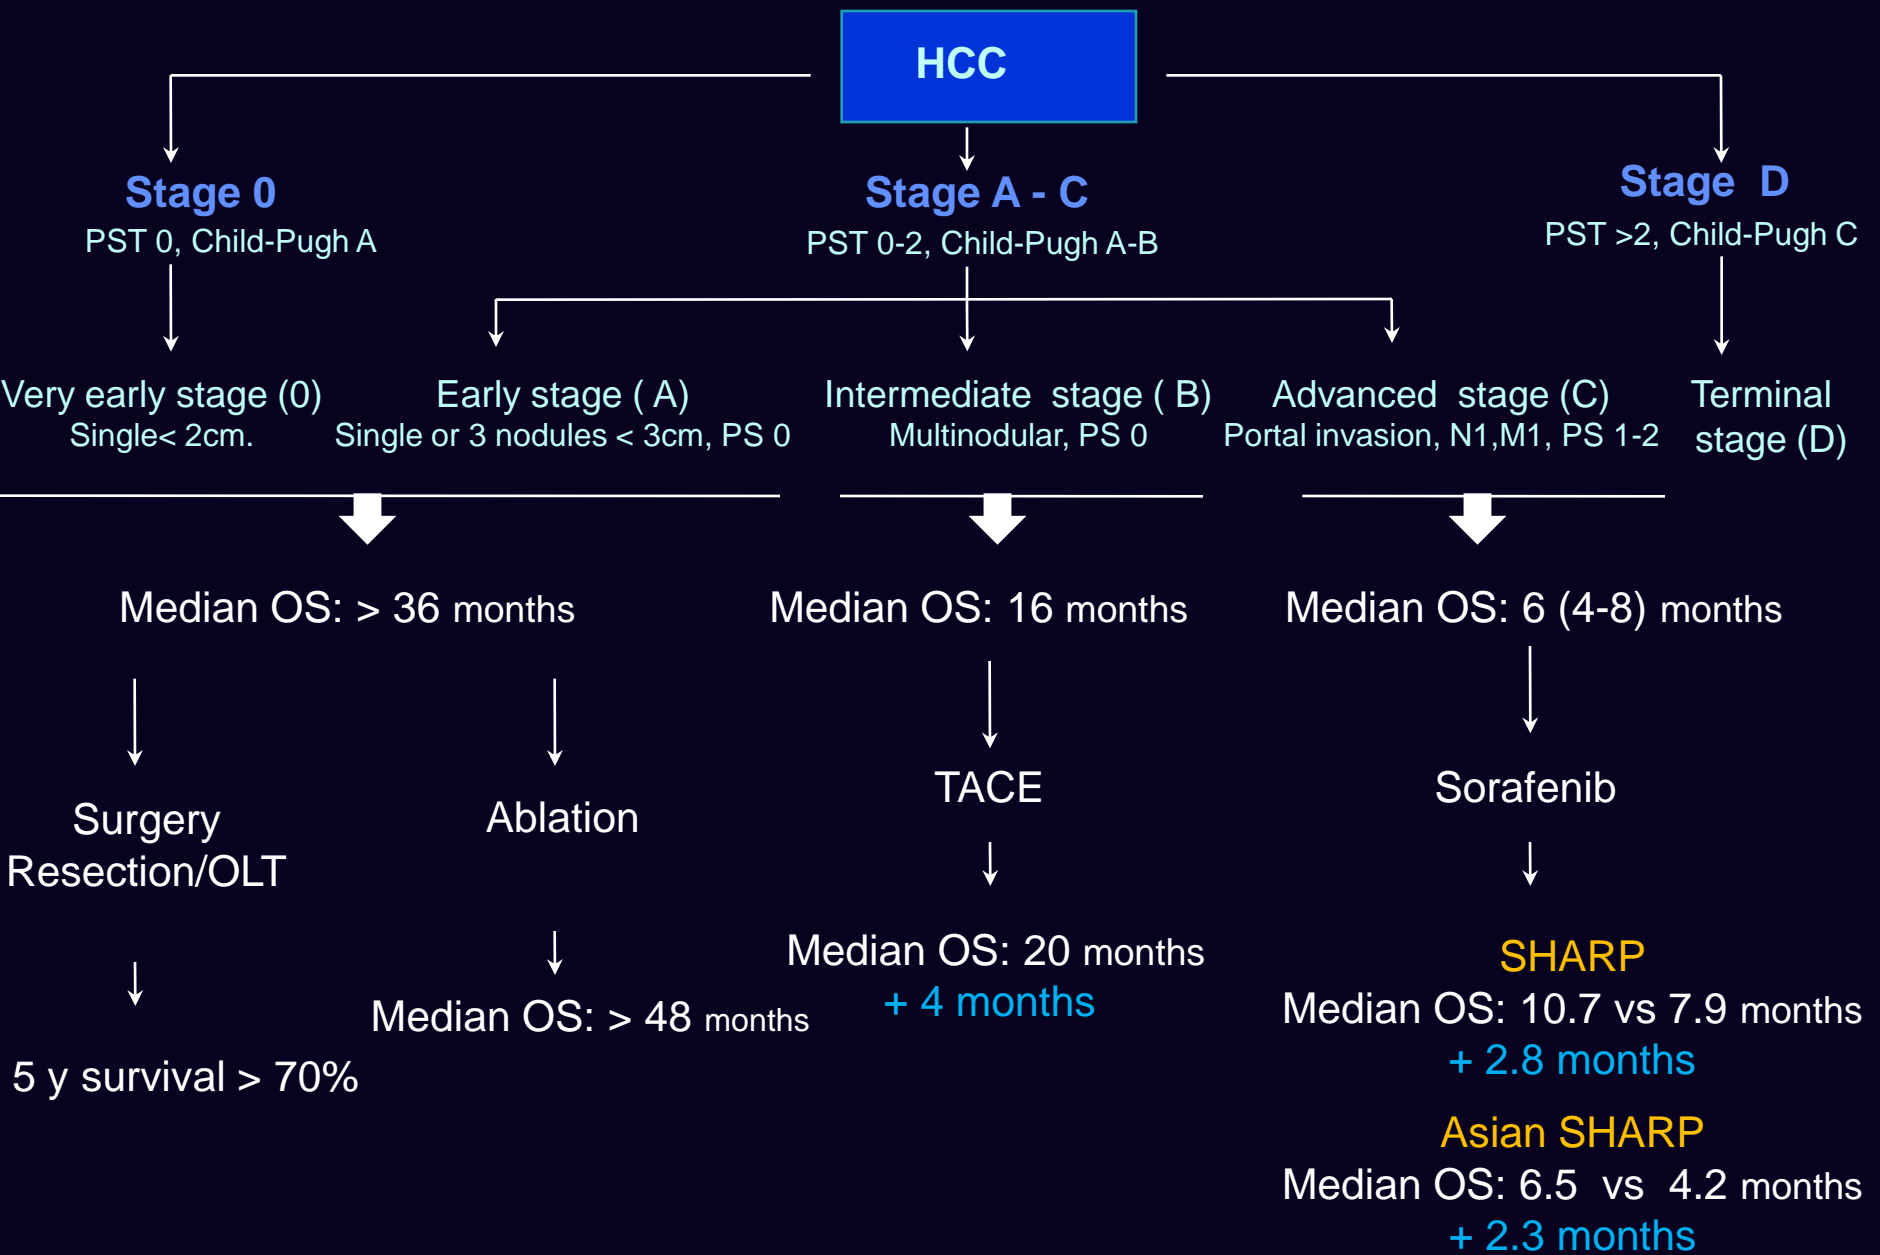 HCC
Stage 0
PST 0, Child-Pugh A
Stage A - C
PST 0-2, Child-Pugh A-B
Stage D
PST >2, Child-Pugh C
Very early stage (0)
Single< 2cm.
Early stage ( A)
Single or 3 nodules < 3cm, PS 0
Intermediate stage ( B)
Multinodular, PS 0
Advanced stage (C)
Portal invasion, N1,M1, PS 1-2
Terminal
stage (D)
Median OS: > 36 months
Median OS: 16 months
Median OS: 6 (4-8) months
Surgery
Resection/OLT
5 y survival > 70%
Ablation
Median OS: > 48 months
TACE
Median OS: 20 months
+ 4 months
Sorafenib
SHARP
Median OS: 10.7 vs 7.9 months
+ 2.8 months
Asian SHARP
Median OS: 6.5 vs 4.2 months
+ 2.3 months